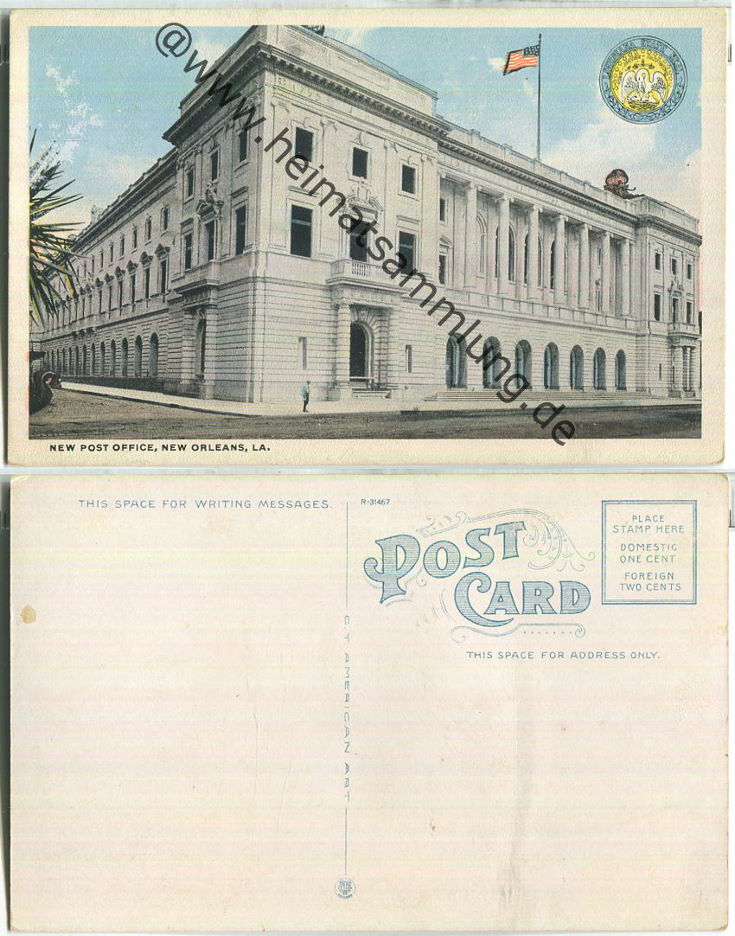 @www.heimatsammlung.de
NEW POST OFFICE, NEW ORLEANS, LA.
THIS SPACE FOR WRITING MESSAGES.
R-31467
POST CARD
PLACE
STAMP HERE
DOMESTIC
ONE CENT
FOREIGN
TWO CENTS
THIS SPACE FOR ADDRESS ONLY.
C T AMERICAN ART